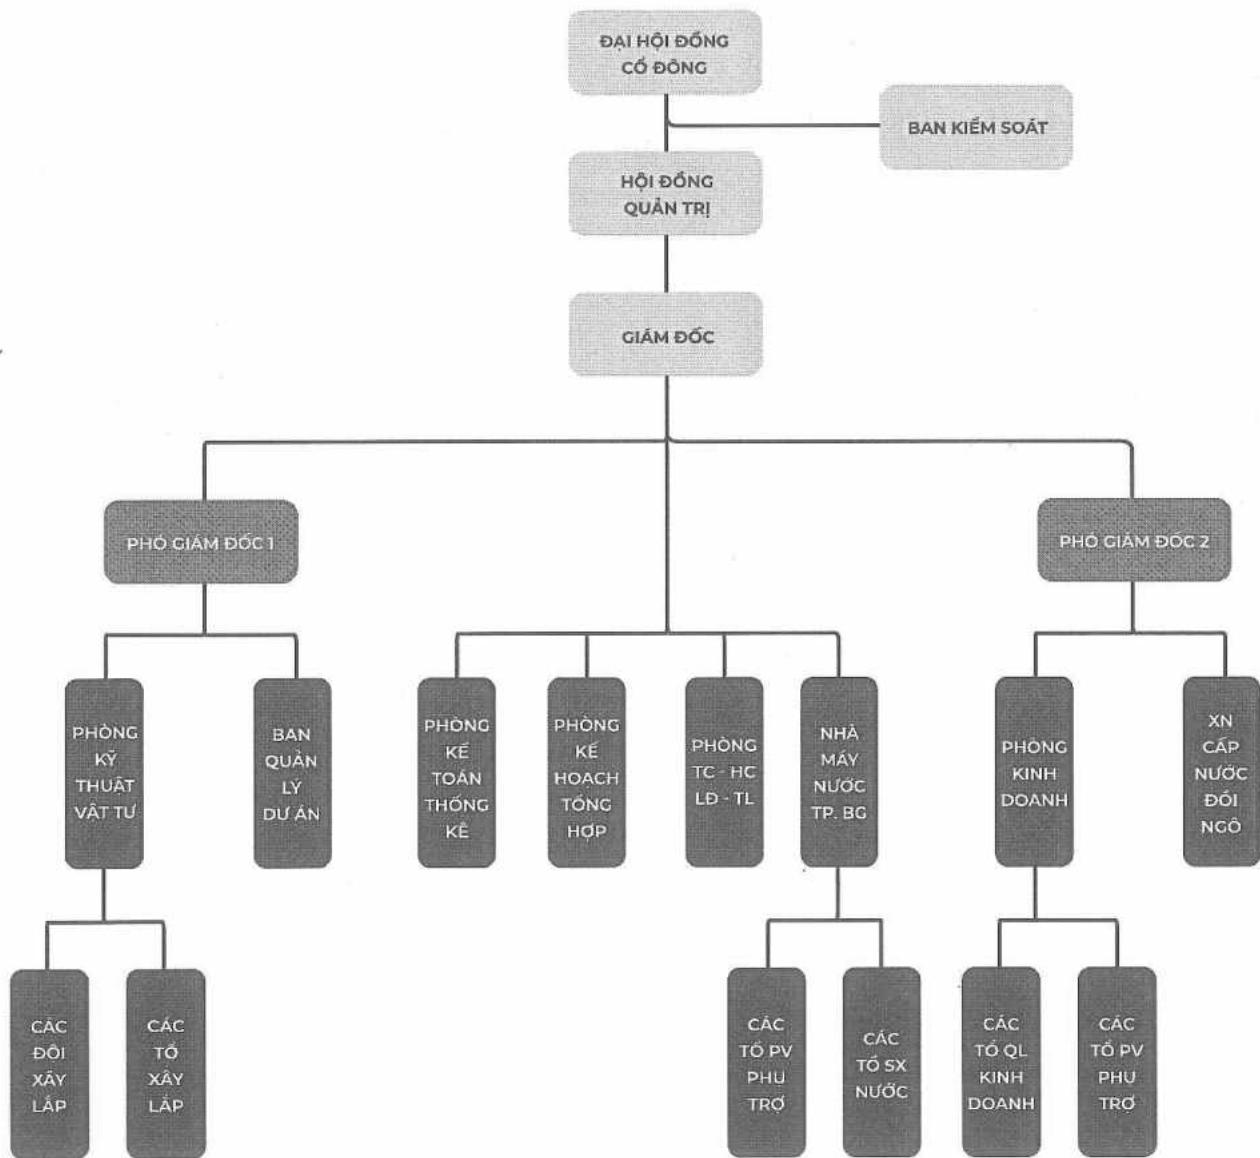 ĐẠI HỘI ĐỒNG
CỔ ĐÔNG
BAN KIỂM SOÁT
HỘI ĐỒNG
QUẢN TRỊ
GIÁM ĐỐC
PHÓ GIÁM ĐỐC 1
PHÓ GIÁM ĐỐC 2
PHÒNG
KỸ
THUẬT
VẬT TƯ
BAN
QUẢN
LÝ
DỰ ÁN
PHÒNG
KẾ
TOÁN
THỐNG
KÊ
PHÒNG
KẾ
HOẠCH
TỔNG
HỢP
PHÒNG
TC - HC
LĐ - TL
NHÀ
MÁY
NƯỚC
TP. BG
PHÒNG
KINH
DOANH
XN
CẤP
NƯỚC
ĐỒI
NGÔ
CÁC
ĐỘI
XÂY
LẮP
CÁC
TỔ
XÂY
LẮP
CÁC
TỔ PV
PHỤ
TRỢ
CÁC
TỔ SX
NƯỚC
CÁC
TỔ QL
KINH
DOANH
CÁC
TỔ PV
PHỤ
TRỢ